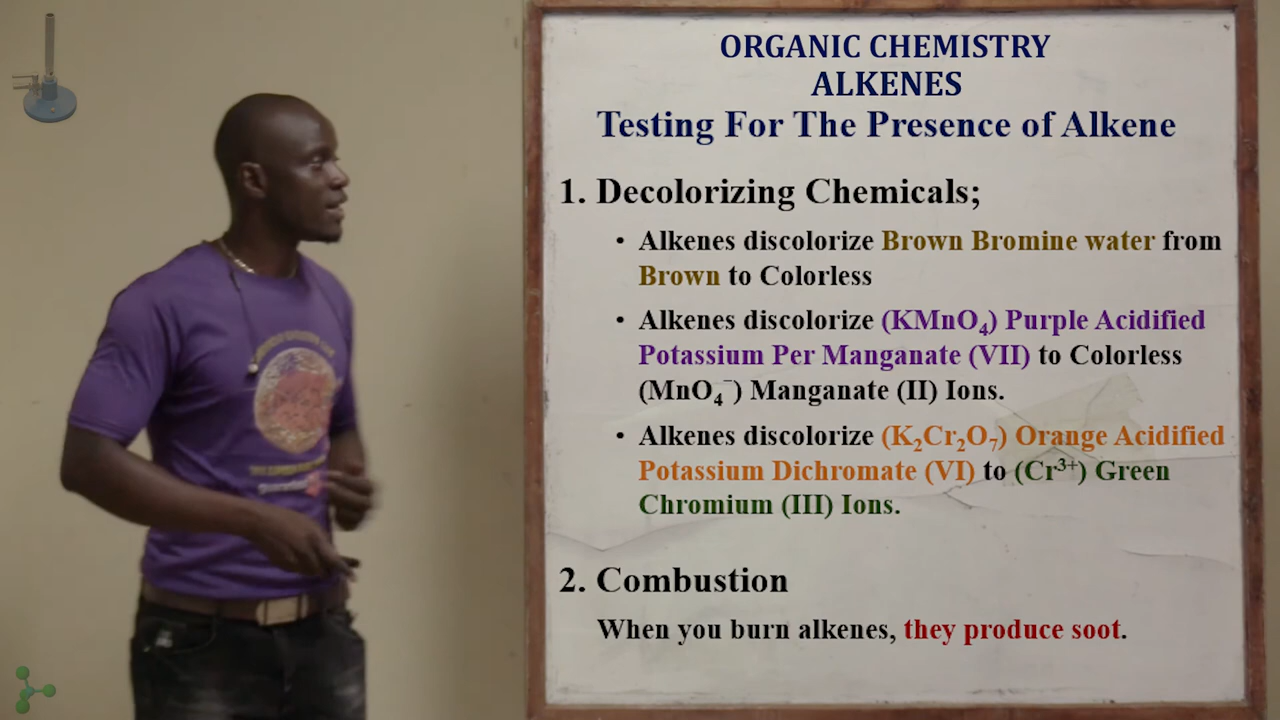 ORGANIC CHEMISTRY
ALKENES
Testing For The Presence of Alkene
1. Decolorizing Chemicals;
• Alkenes discolorize Brown Bromine water from
Brown to Colorless
• Alkenes discolorize (KMnO₄) Purple Acidified
Potassium Per Manganate (VII) to Colorless
(MnO₄⁻) Manganate (II) Ions.
• Alkenes discolorize (K₂Cr₂O₇) Orange Acidified
Potassium Dichromate (VI) to (Cr³⁺) Green
Chromium (III) Ions.
2. Combustion
When you burn alkenes, they produce soot.